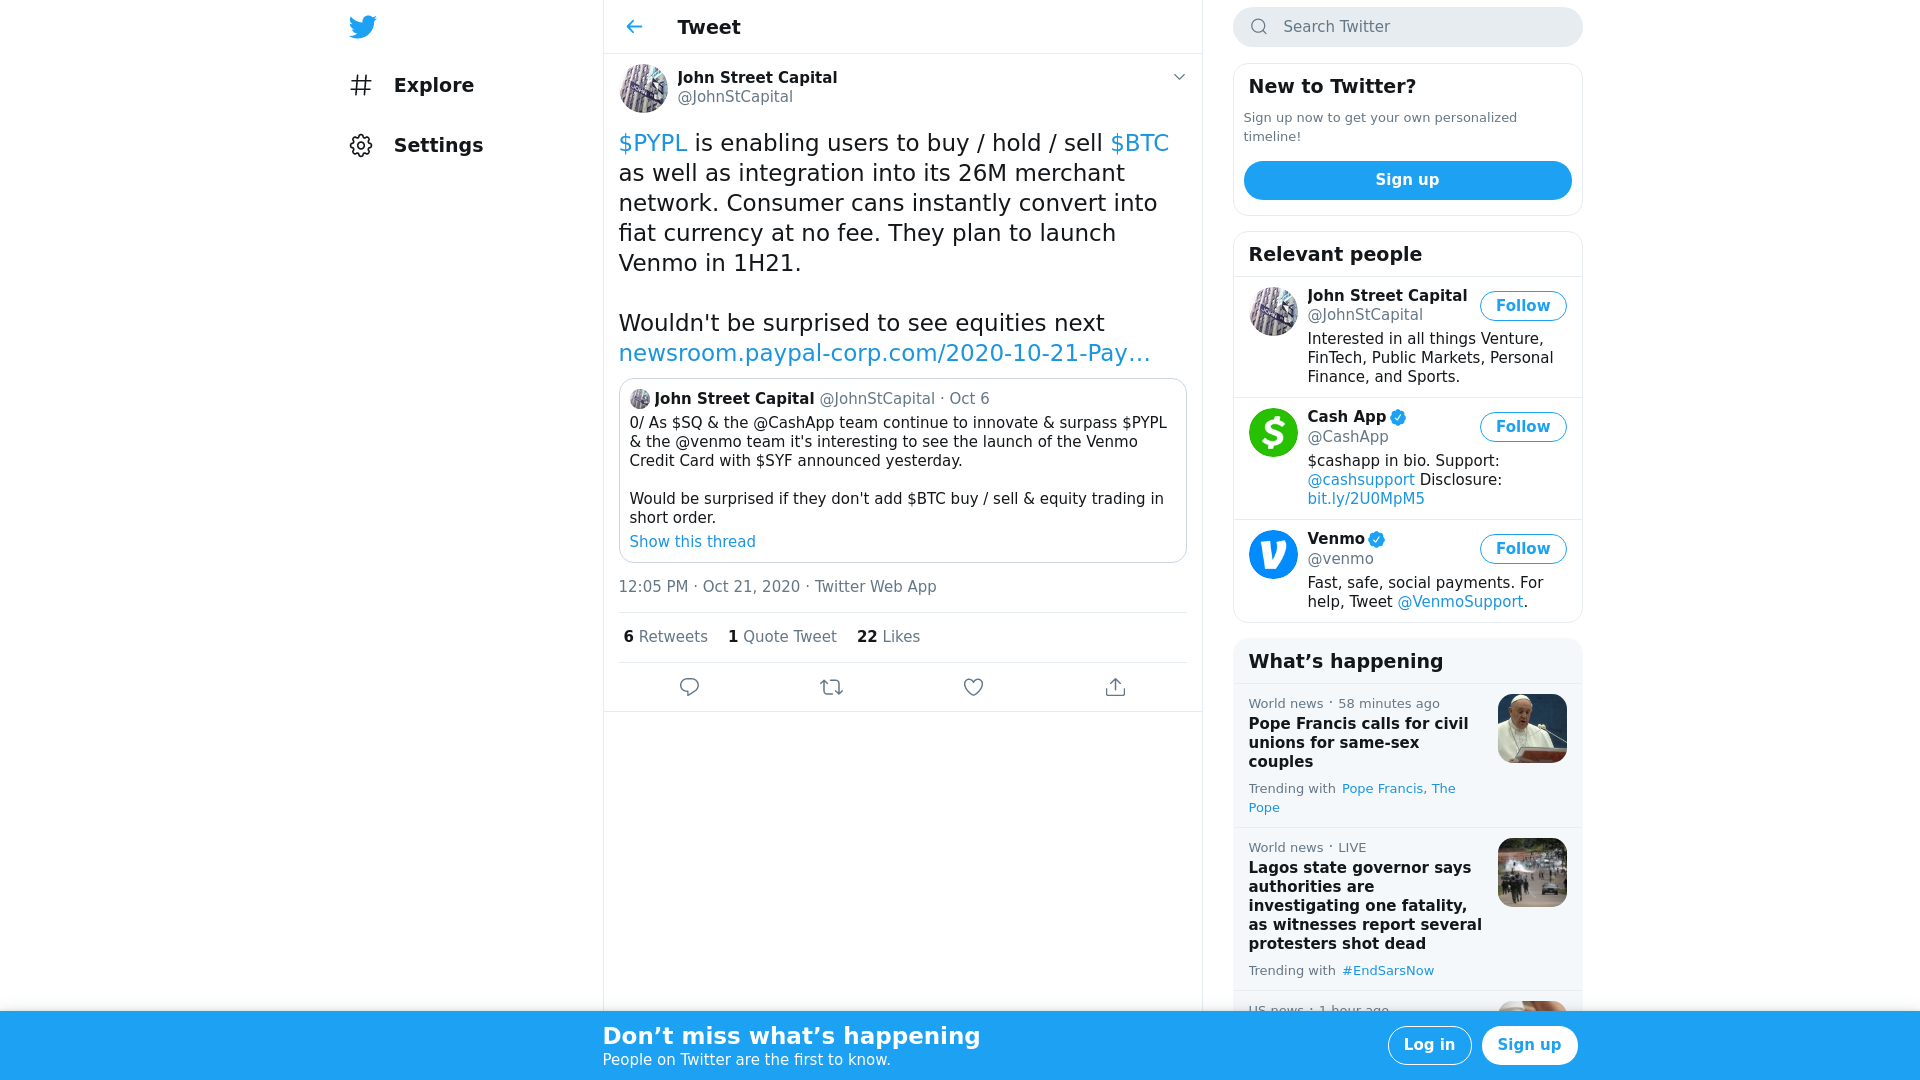 Explore
Settings
Tweet
John Street Capital
@JohnStCapital
$PYPL is enabling users to buy / hold / sell $BTC
as well as integration into its 26M merchant
network. Consumer cans instantly convert into
fiat currency at no fee. They plan to launch
Venmo in 1H21.
Wouldn't be surprised to see equities next
newsroom.paypal-corp.com/2020-10-21-Pay…
John Street Capital @JohnStCapital · Oct 6
0/ As $SQ & the @CashApp team continue to innovate & surpass $PYPL
& the @venmo team it's interesting to see the launch of the Venmo
Credit Card with $SYF announced yesterday.
Would be surprised if they don't add $BTC buy / sell & equity trading in
short order.
Show this thread
12:05 PM · Oct 21, 2020 · Twitter Web App
6 Retweets 1 Quote Tweet 22 Likes
Search Twitter
New to Twitter?
Sign up now to get your own personalized
timeline!
Sign up
Relevant people
John Street Capital
@JohnStCapital
Follow
Interested in all things Venture,
FinTech, Public Markets, Personal
Finance, and Sports.
Cash App
@CashApp
Follow
$cashapp in bio. Support:
@cashsupport Disclosure:
bit.ly/2U0MpM5
Venmo
@venmo
Follow
Fast, safe, social payments. For
help, Tweet @VenmoSupport.
What’s happening
World news · 58 minutes ago
Pope Francis calls for civil
unions for same-sex
couples
Trending with Pope Francis, The
Pope
World news · LIVE
Lagos state governor says
authorities are
investigating one fatality,
as witnesses report several
protesters shot dead
Trending with #EndSarsNow
US news · 1 hour ago
Don’t miss what’s happening
People on Twitter are the first to know.
Log in
Sign up